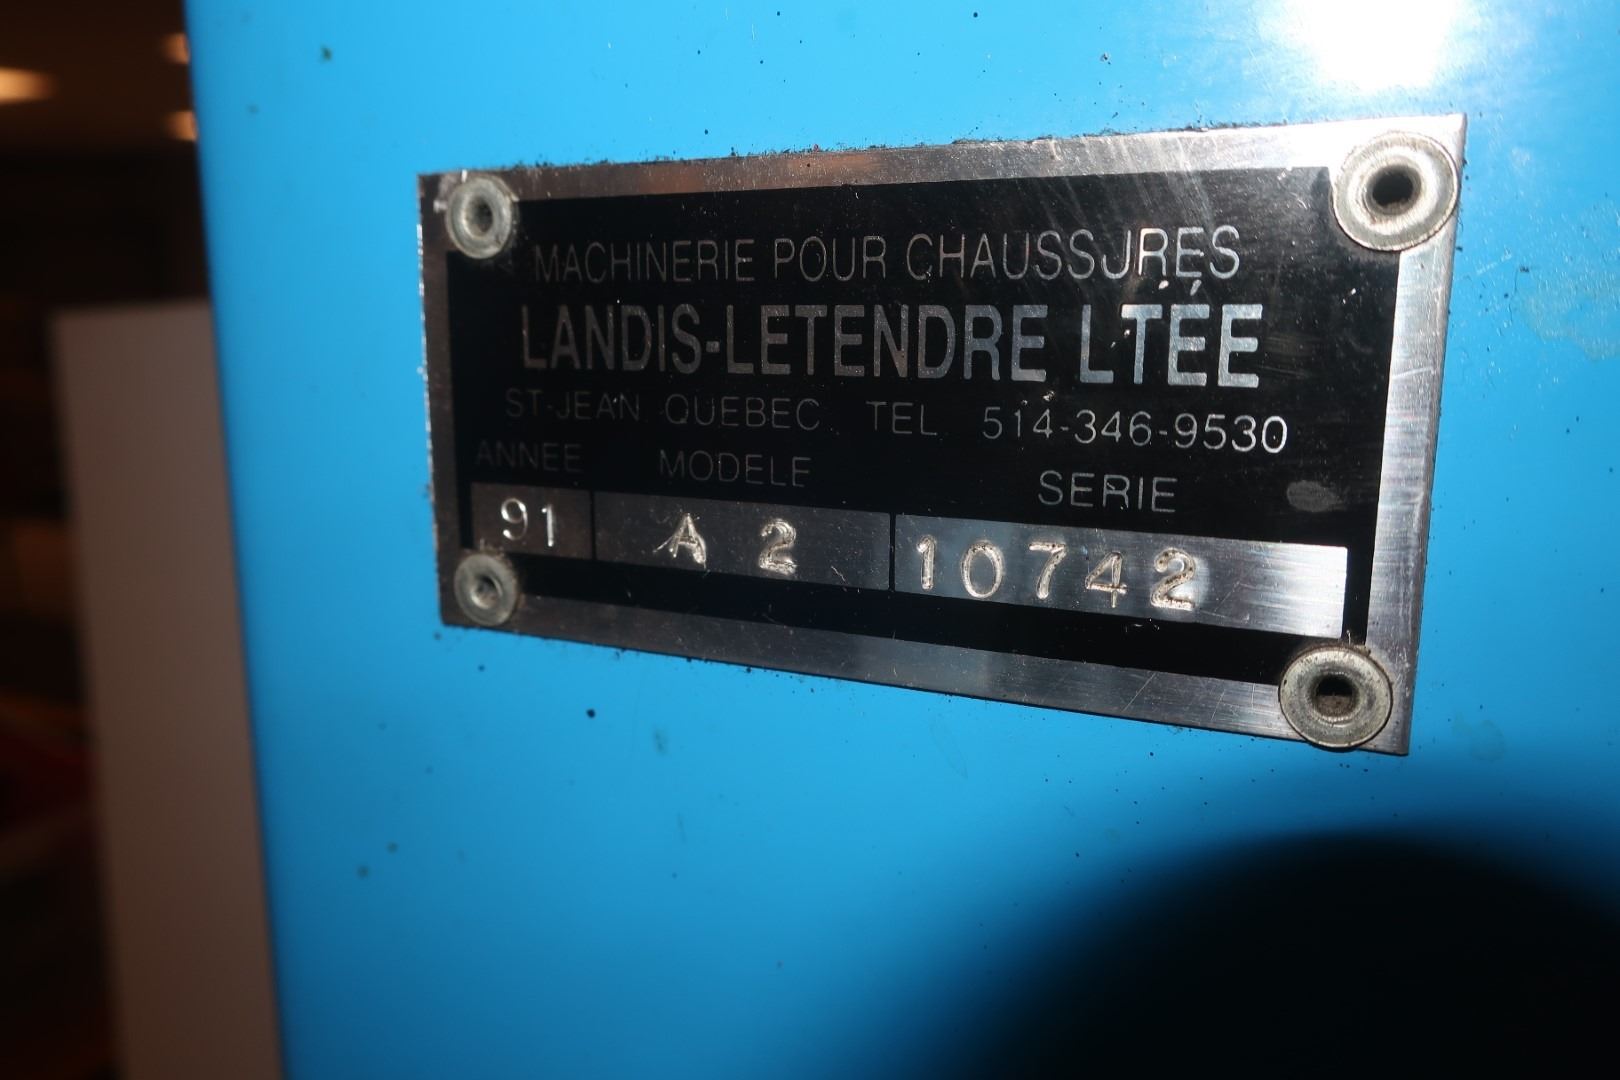 MACHINERIE POUR CHAUSSURES
LANDIS-LETENDRE LTÉE
ST-JEAN QUEBEC TEL 514-346-9530
ANNEE MODELE SERIE
91 A 2 10742